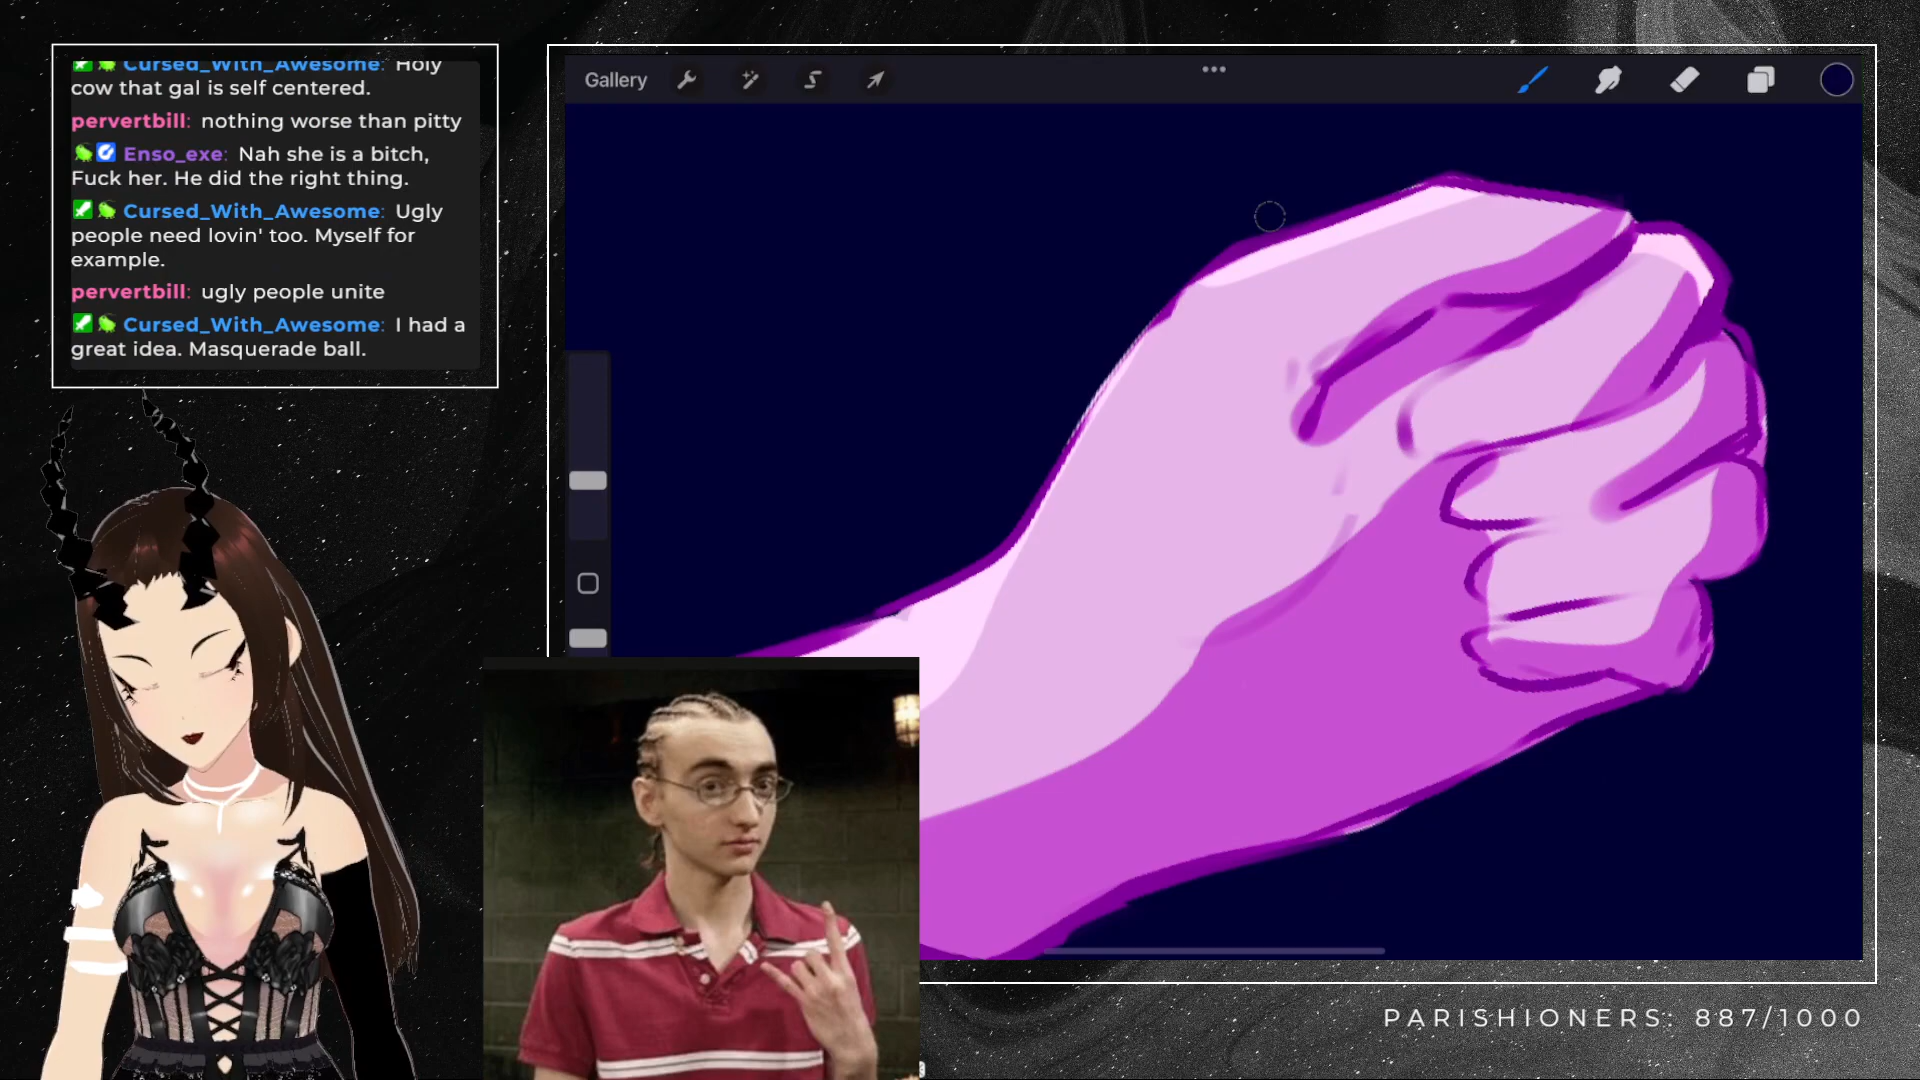 Cursed_With_Awesome: Holy
cow that gal is self centered.
pervertbill: nothing worse than pitty
Enso_exe: Nah she is a bitch,
Fuck her. He did the right thing.
Cursed_With_Awesome: Ugly
people need lovin' too. Myself for
example.
pervertbill: ugly people unite
Cursed_With_Awesome: I had a
great idea. Masquerade ball.
Gallery
PARISHIONERS: 887/1000